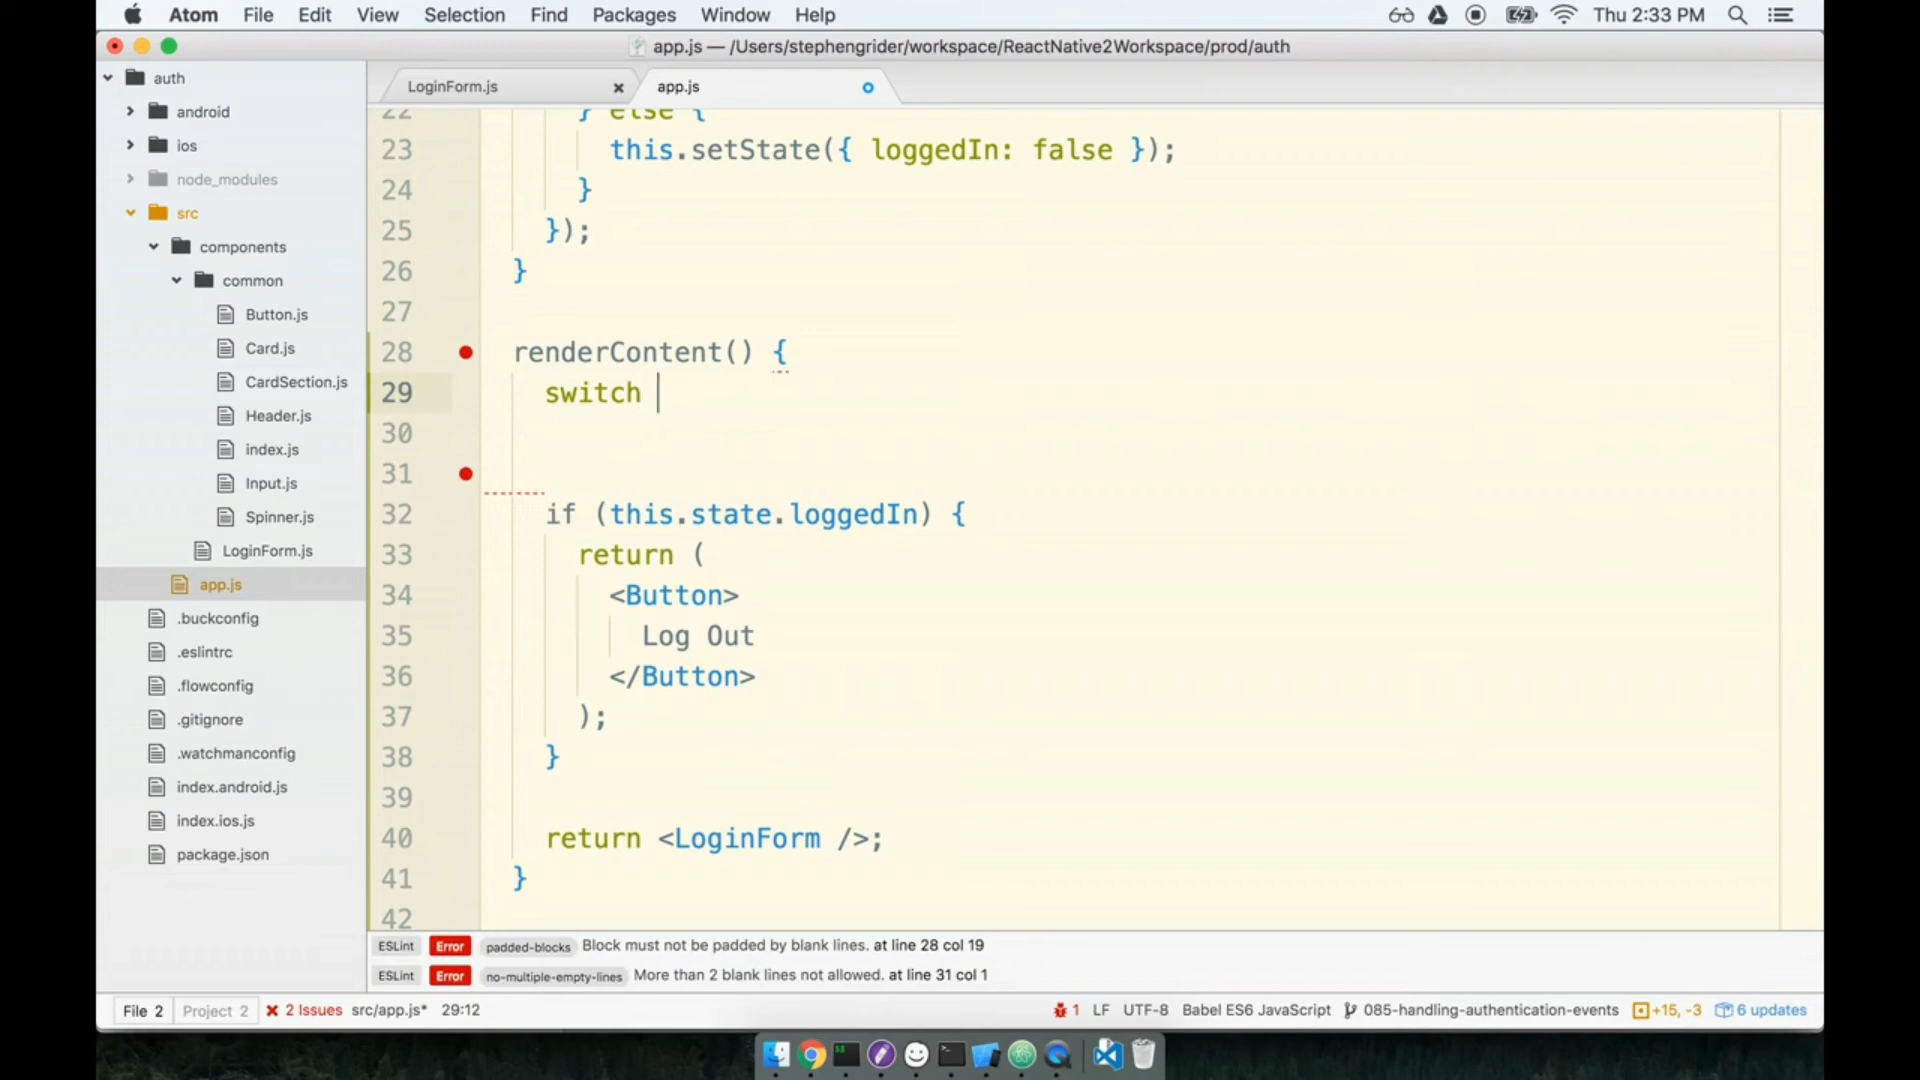 Atom File Edit View Selection Find Packages Window Help Thu 2:33 PM
app.js — /Users/stephengrider/workspace/ReactNative2Workspace/prod/auth
auth
android
ios
node_modules
src
components
common
Button.js
Card.js
CardSection.js
Header.js
index.js
Input.js
Spinner.js
LoginForm.js
app.js
.buckconfig
.eslintrc
.flowconfig
.gitignore
.watchmanconfig
index.android.js
index.ios.js
package.json
LoginForm.js app.js
22 } else {
23 this.setState({ loggedIn: false });
24 }
25 });
26 }
27
28 renderContent() {
29 switch
30
31
32 if (this.state.loggedIn) {
33 return (
34 <Button>
35 Log Out
36 </Button>
37 );
38 }
39
40 return <LoginForm />;
41 }
42
ESLint Error padded-blocks Block must not be padded by blank lines. at line 28 col 19
ESLint Error no-multiple-empty-lines More than 2 blank lines not allowed. at line 31 col 1
File 2 Project 2 2 Issues src/app.js* 29:12 1 LF UTF-8 Babel ES6 JavaScript 085-handling-authentication-events +15, -3 6 updates